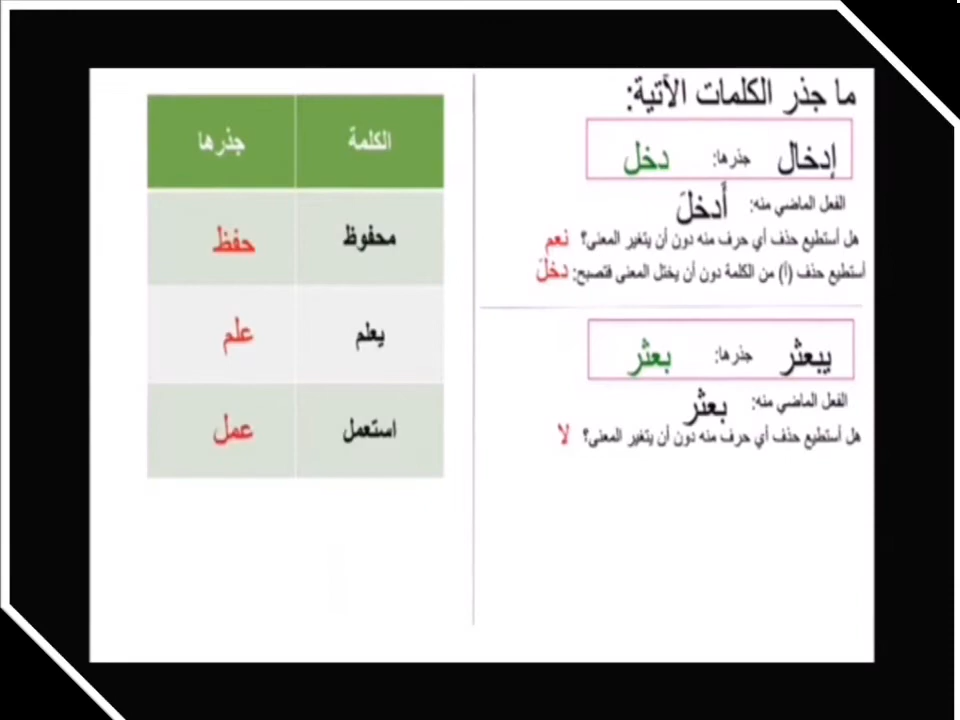 ما جذر الكلمات الآتية:
إدخال جذرها: دخل
الفعل الماضي منه: أَدخلَ
هل أستطيع حذف أي حرف منه دون أن يتغير المعنى؟ نعم
أستطيع حذف (أ) من الكلمة دون أن يختل المعنى فتصبح: دخلَ
يبعثر جذرها: بعثر
الفعل الماضي منه: بعثر
هل أستطيع حذف أي حرف منه دون أن يتغير المعنى؟ لا
الكلمة جذرها
محفوظ حفظ
يعلم علم
استعمل عمل